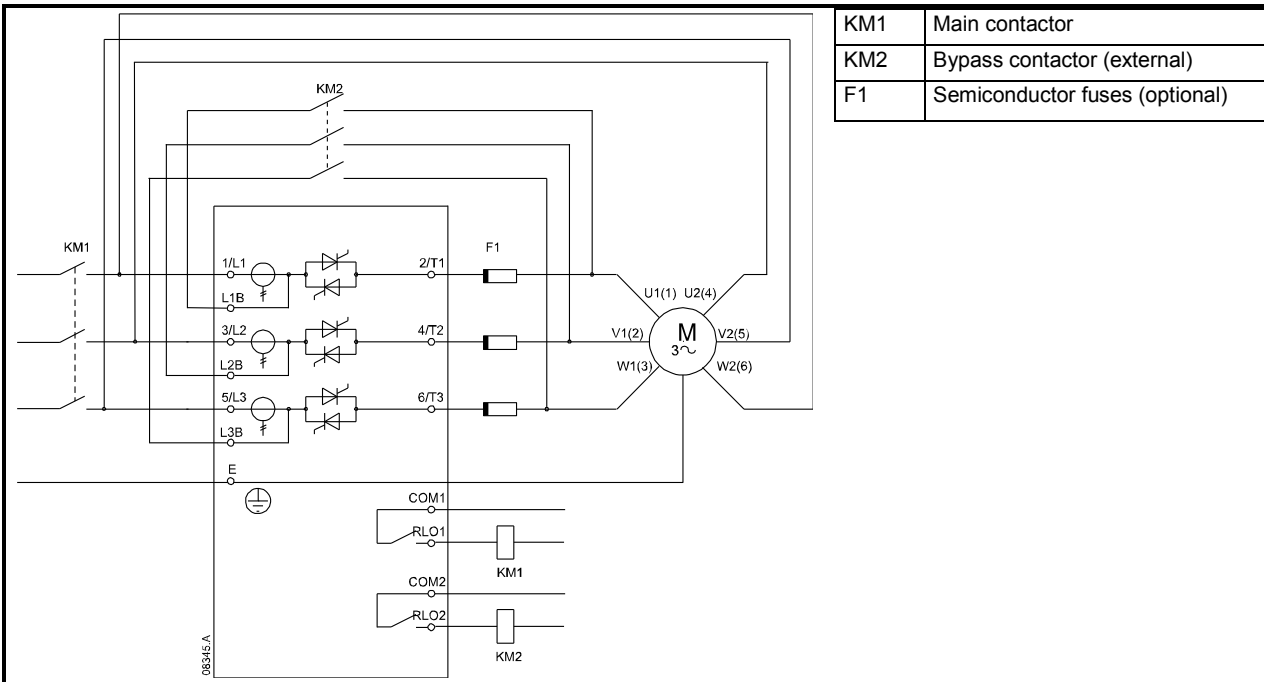 KM1 Main contactor
KM2 Bypass contactor (external)
F1 Semiconductor fuses (optional)
KM2
KM1
F1
1/L1
2/T1
L1B
U1(1) U2(4)
3/L2
4/T2
V1(2)
M
3~
V2(5)
L2B
W1(3)
W2(6)
5/L3
6/T3
L3B
E
COM1
RLO1
KM1
COM2
RLO2
KM2
08345.A